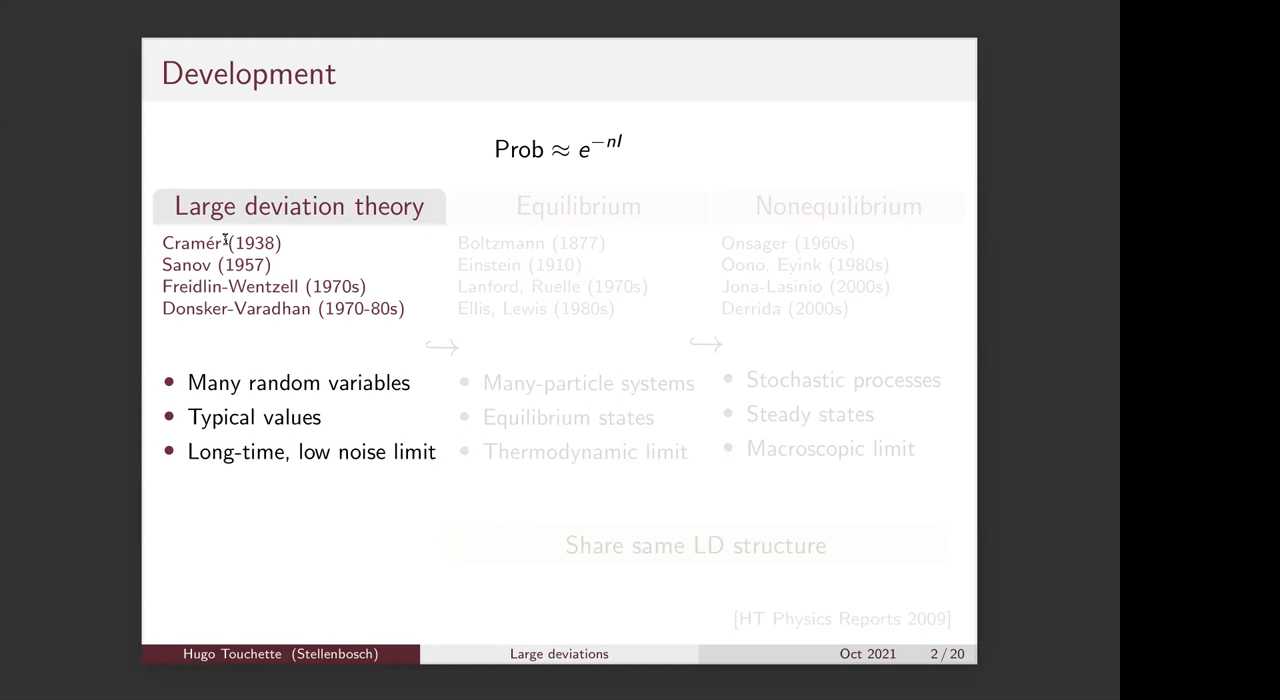 Development
Prob ≈ e^{-nI}
Large deviation theory
Cramér (1938)
Sanov (1957)
Freidlin-Wentzell (1970s)
Donsker-Varadhan (1970-80s)
↪
• Many random variables
• Typical values
• Long-time, low noise limit
Equilibrium
Boltzmann (1877)
Einstein (1910)
Lanford, Ruelle (1970s)
Ellis, Lewis (1980s)
↪
• Many-particle systems
• Equilibrium states
• Thermodynamic limit
Nonequilibrium
Onsager (1960s)
Oono, Eyink (1980s)
Jona-Lasinio (2000s)
Derrida (2000s)
• Stochastic processes
• Steady states
• Macroscopic limit
Share same LD structure
[HT Physics Reports 2009]
Hugo Touchette (Stellenbosch)
Large deviations
Oct 2021 2 / 20